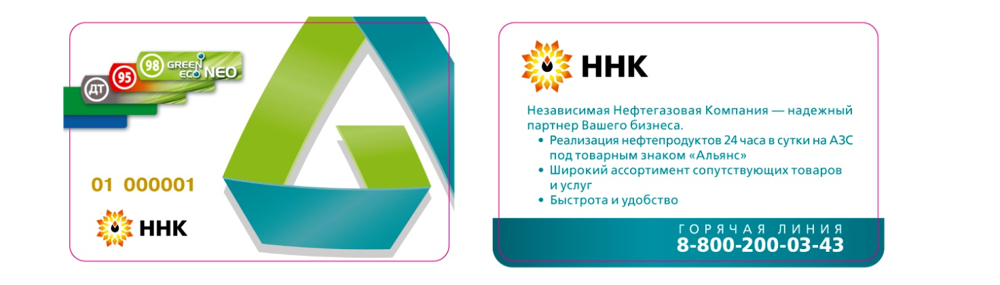 98 GREEN ECO NEO
95
ДТ
01 000001
ННК
ННК
Независимая Нефтегазовая Компания — надежный
партнер Вашего бизнеса.
• Реализация нефтепродуктов 24 часа в сутки на АЗС
под товарным знаком «Альянс»
• Широкий ассортимент сопутствующих товаров
и услуг
• Быстрота и удобство
ГОРЯЧАЯ ЛИНИЯ
8-800-200-03-43